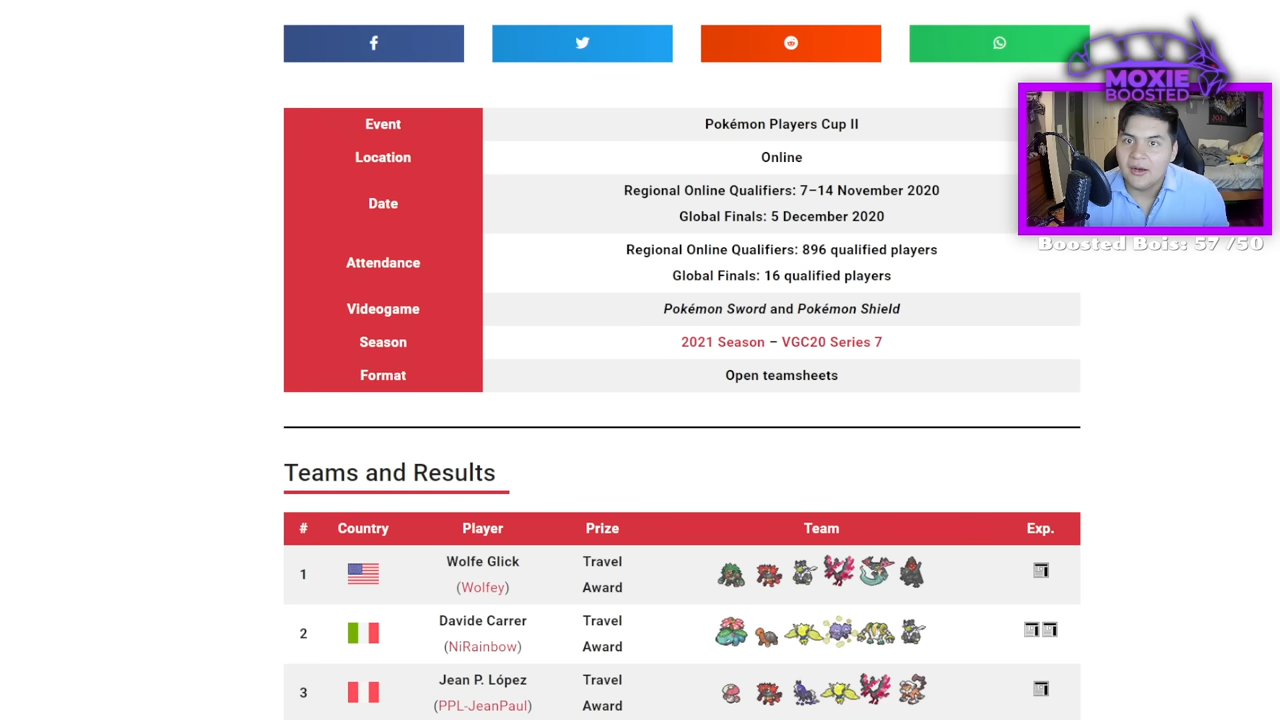 MOXIE
BOOSTED
Boosted Bois: 57 /50
Event Pokémon Players Cup II
Location Online
Date Regional Online Qualifiers: 7–14 November 2020
Global Finals: 5 December 2020
Attendance Regional Online Qualifiers: 896 qualified players
Global Finals: 16 qualified players
Videogame Pokémon Sword and Pokémon Shield
Season 2021 Season – VGC20 Series 7
Format Open teamsheets
Teams and Results
# Country Player Prize Team Exp.
1 Wolfe Glick (Wolfey) Travel Award
2 Davide Carrer (NiRainbow) Travel Award
3 Jean P. López (PPL-JeanPaul) Travel Award